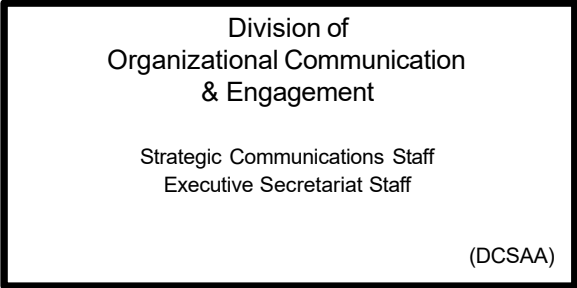 Division of
Organizational Communication
& Engagement
Strategic Communications Staff
Executive Secretariat Staff
(DCSAA)